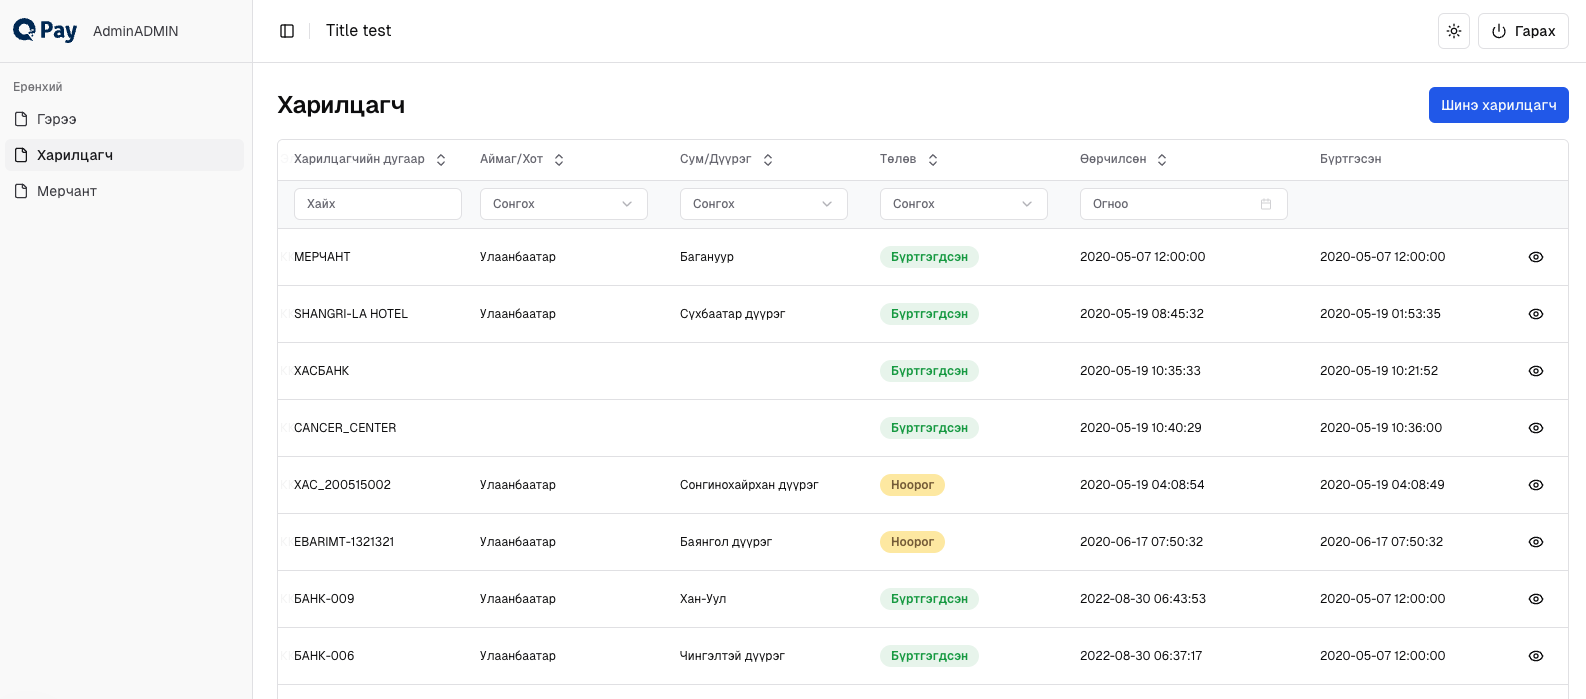 QPay AdminADMIN
Title test
Гарах
Ерөнхий
Гэрээ
Харилцагч
Мерчант
Харилцагч
Шинэ харилцагч
Харилцагчийн дугаар Аймаг/Хот Сум/Дүүрэг Төлөв Өөрчилсөн Бүртгэсэн
Хайх Сонгох Сонгох Сонгох Огноо
МЕРЧАНТ Улаанбаатар Багануур Бүртгэгдсэн 2020-05-07 12:00:00 2020-05-07 12:00:00
SHANGRI-LA HOTEL Улаанбаатар Сүхбаатар дүүрэг Бүртгэгдсэн 2020-05-19 08:45:32 2020-05-19 01:53:35
ХАСБАНК Бүртгэгдсэн 2020-05-19 10:35:33 2020-05-19 10:21:52
CANCER_CENTER Бүртгэгдсэн 2020-05-19 10:40:29 2020-05-19 10:36:00
ХАС_200515002 Улаанбаатар Сонгинохайрхан дүүрэг Ноорог 2020-05-19 04:08:54 2020-05-19 04:08:49
EBARIMT-1321321 Улаанбаатар Баянгол дүүрэг Ноорог 2020-06-17 07:50:32 2020-06-17 07:50:32
БАНК-009 Улаанбаатар Хан-Уул Бүртгэгдсэн 2022-08-30 06:43:53 2020-05-07 12:00:00
БАНК-006 Улаанбаатар Чингэлтэй дүүрэг Бүртгэгдсэн 2022-08-30 06:37:17 2020-05-07 12:00:00